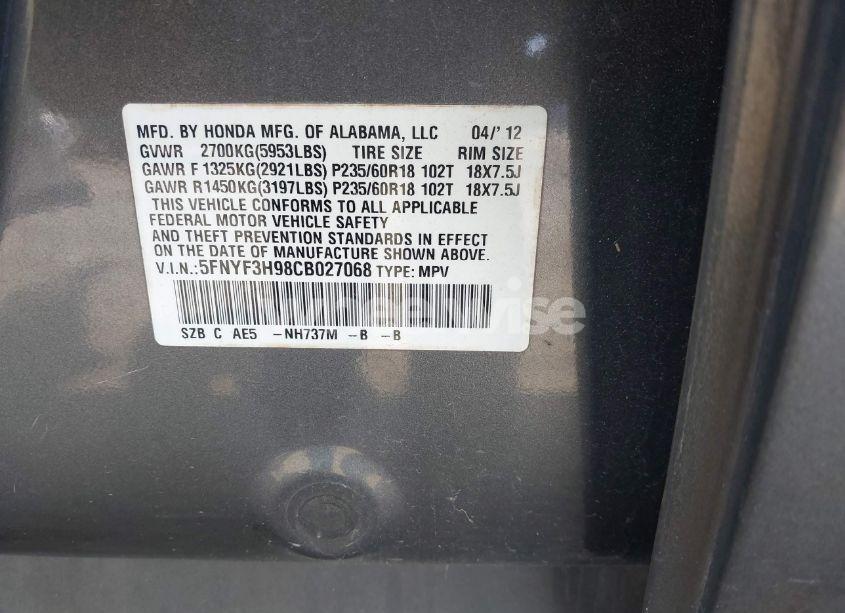 MFD. BY HONDA MFG. OF ALABAMA, LLC 04/' 12
GVWR 2700KG(5953LBS) TIRE SIZE RIM SIZE
GAWR F 1325KG(2921LBS) P235/60R18 102T 18X7.5J
GAWR R1450KG(3197LBS) P235/60R18 102T 18X7.5J
THIS VEHICLE CONFORMS TO ALL APPLICABLE
FEDERAL MOTOR VEHICLE SAFETY
AND THEFT PREVENTION STANDARDS IN EFFECT
ON THE DATE OF MANUFACTURE SHOWN ABOVE.
V.I.N.:5FNYF3H98CB027068 TYPE: MPV
SZB C AE5 -NH737M --B --B